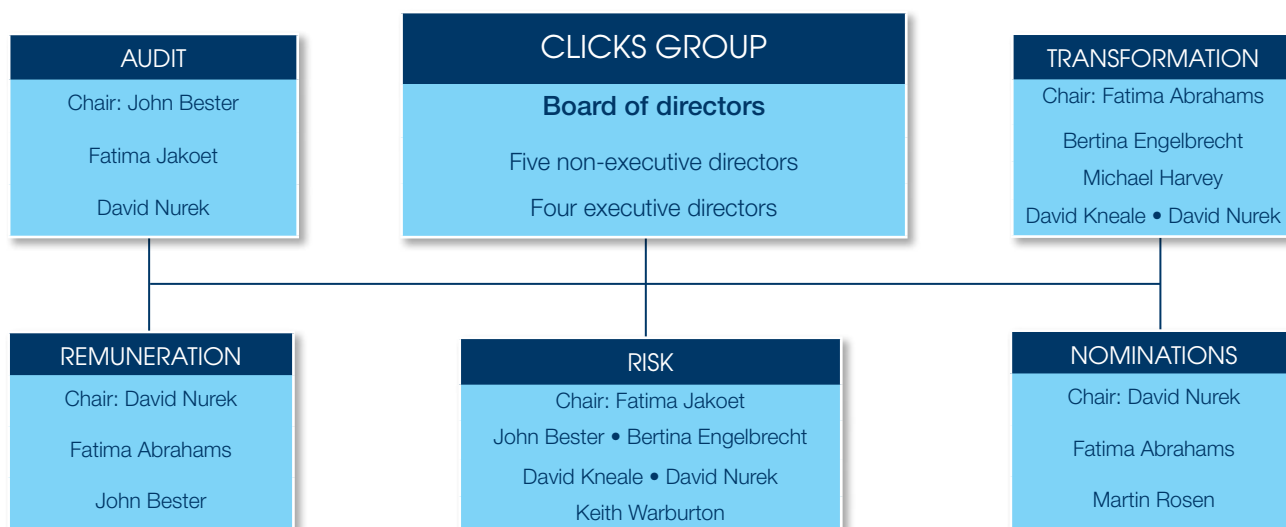 AUDIT
Chair: John Bester
Fatima Jakoet
David Nurek
CLICKS GROUP
Board of directors
Five non-executive directors
Four executive directors
TRANSFORMATION
Chair: Fatima Abrahams
Bertina Engelbrecht
Michael Harvey
David Kneale • David Nurek
REMUNERATION
Chair: David Nurek
Fatima Abrahams
John Bester
RISK
Chair: Fatima Jakoet
John Bester • Bertina Engelbrecht
David Kneale • David Nurek
Keith Warburton
NOMINATIONS
Chair: David Nurek
Fatima Abrahams
Martin Rosen